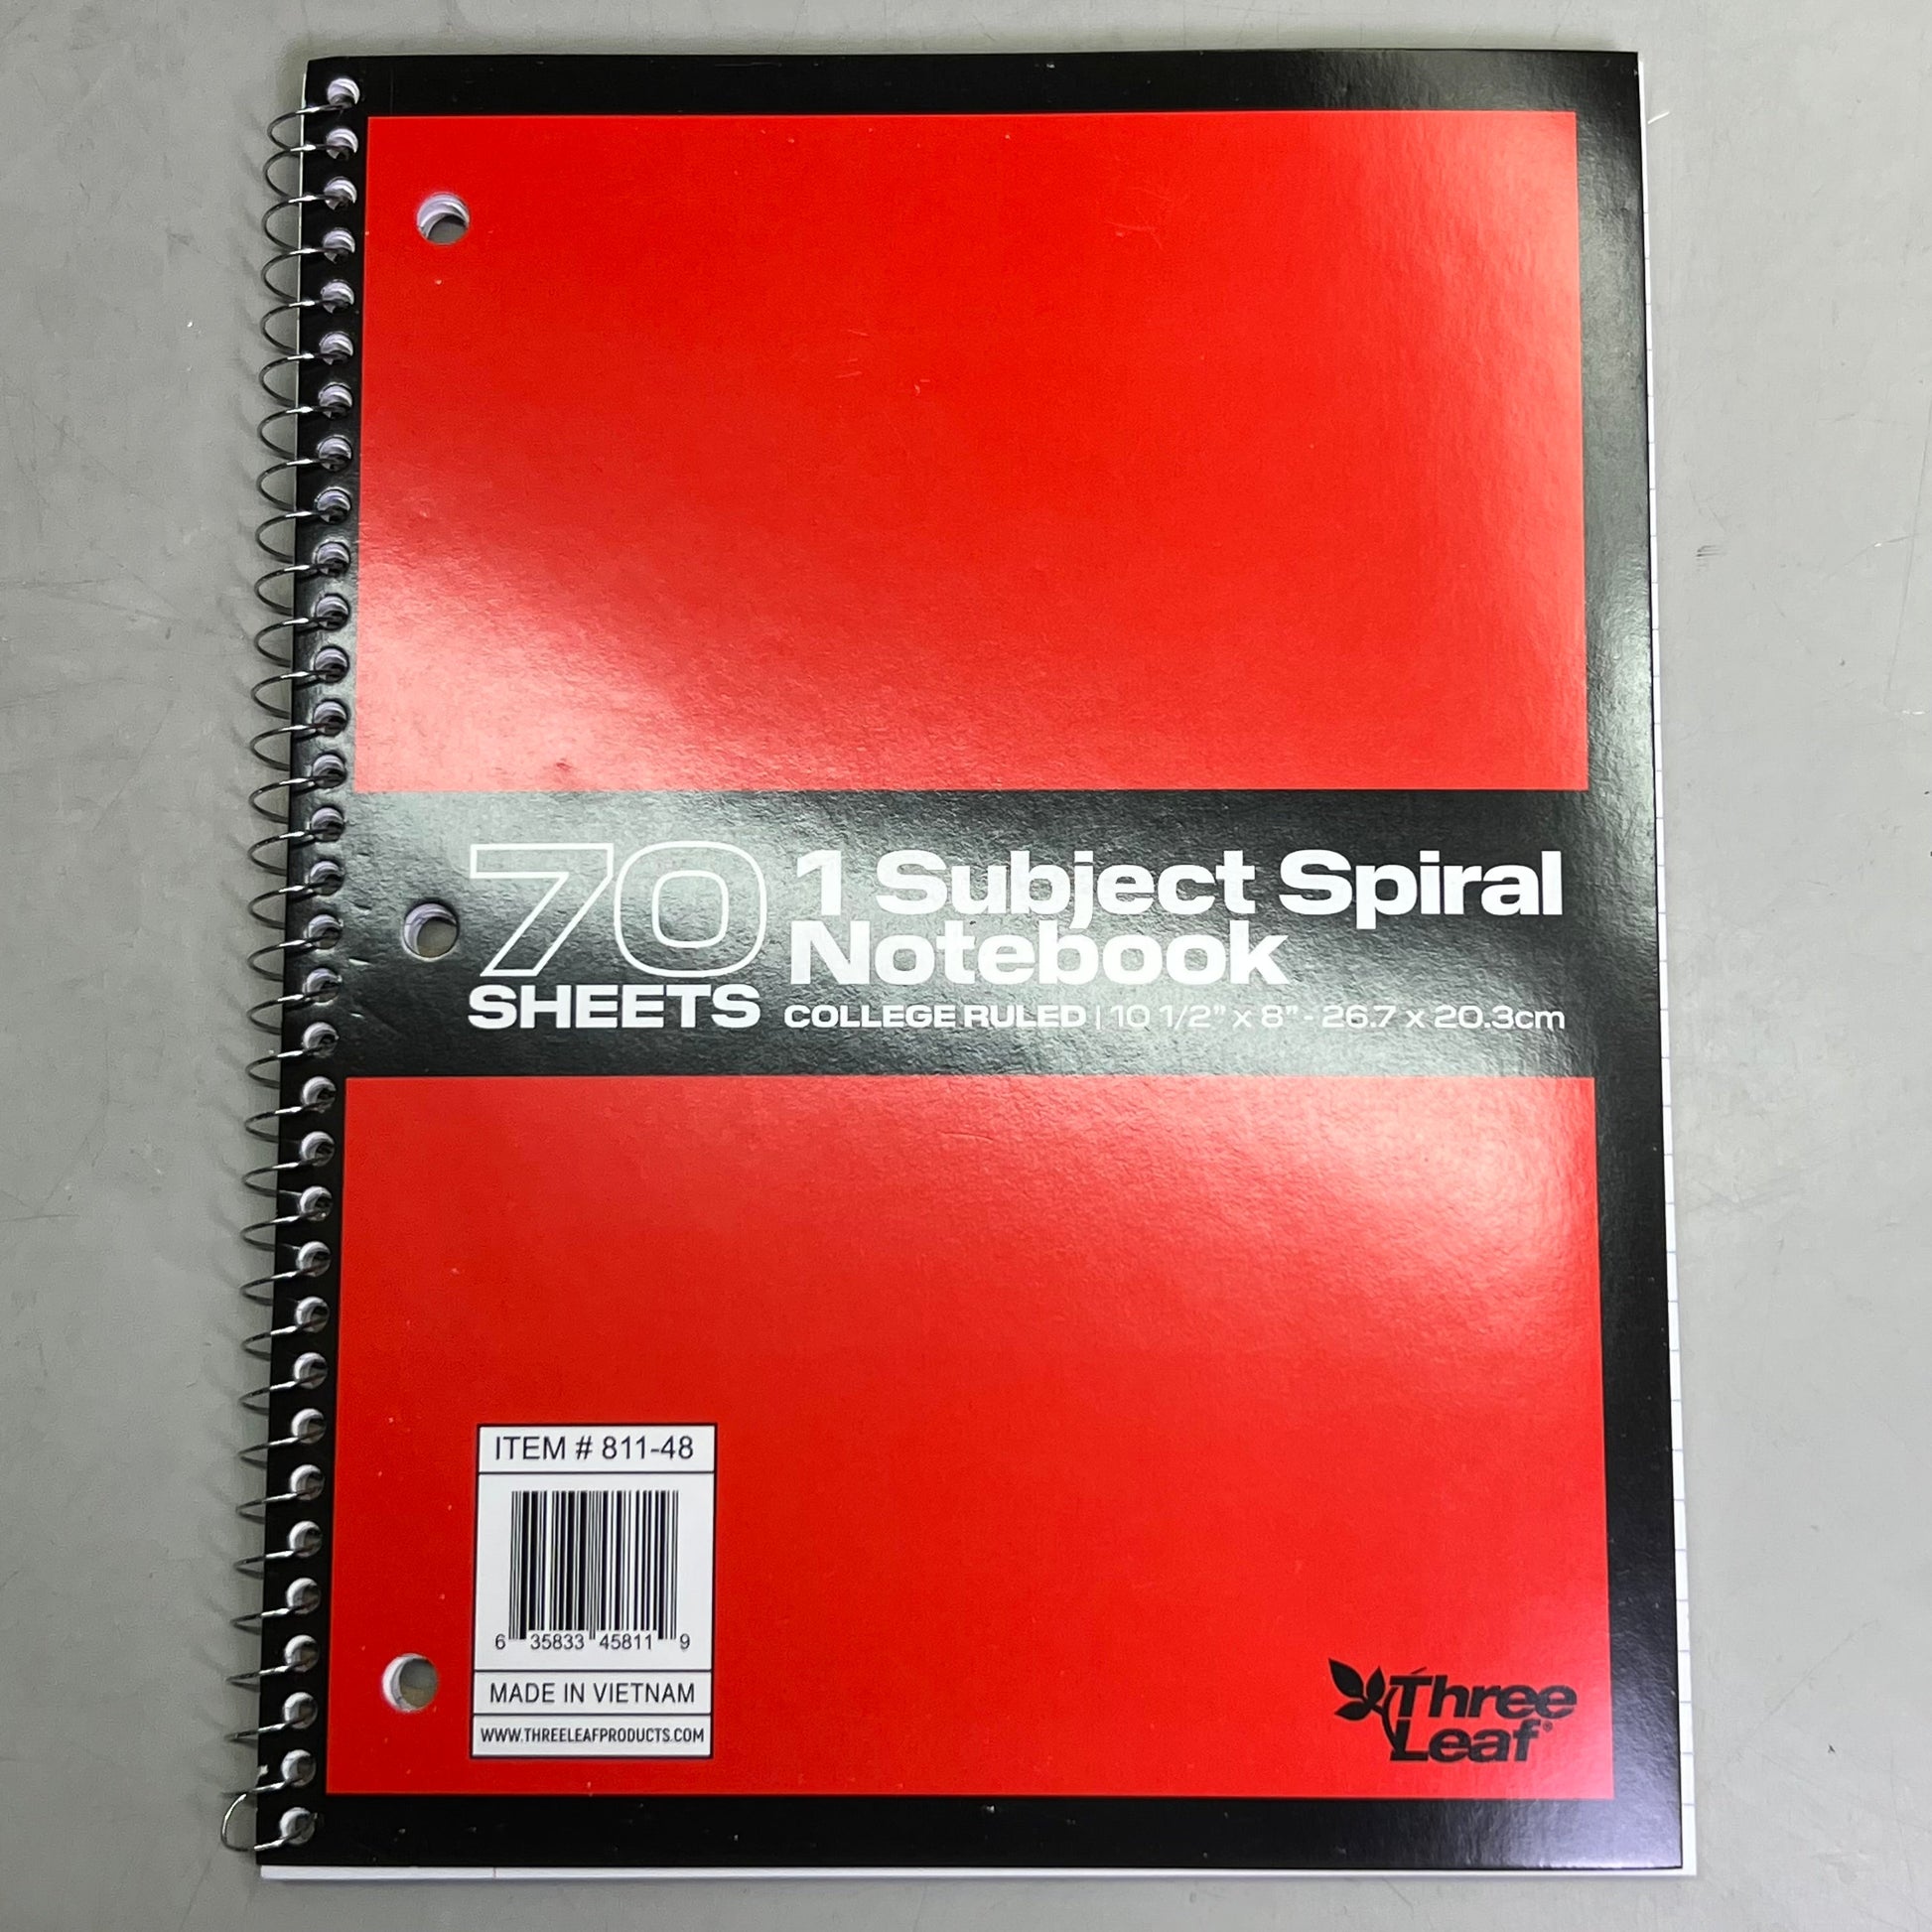 70
SHEETS
1 Subject Spiral
Notebook
COLLEGE RULED | 10 1/2" x 8" - 26.7 x 20.3cm
ITEM # 811-48
6 35833 45811 9
MADE IN VIETNAM
WWW.THREELEAFPRODUCTS.COM
Three
Leaf®